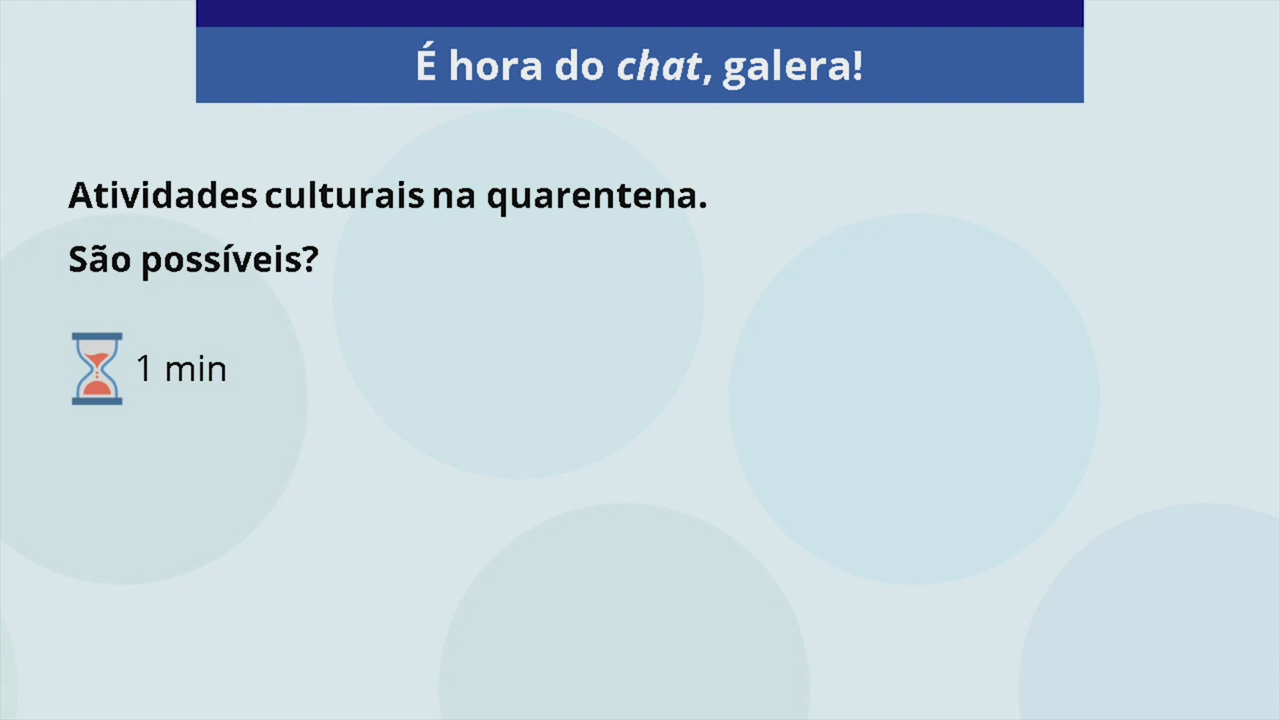 É hora do chat, galera!
Atividades culturais na quarentena.
São possíveis?
1 min